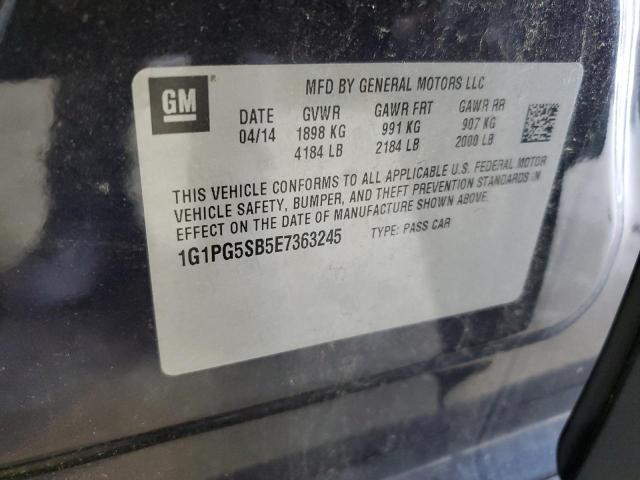 GM
MFD BY GENERAL MOTORS LLC
DATE GVWR GAWR FRT GAWR RR
04/14 1898 KG 991 KG 907 KG
4184 LB 2184 LB 2000 LB
THIS VEHICLE CONFORMS TO ALL APPLICABLE U.S. FEDERAL MOTOR
VEHICLE SAFETY, BUMPER, AND THEFT PREVENTION STANDARDS IN
EFFECT ON THE DATE OF MANUFACTURE SHOWN ABOVE.
1G1PG5SB5E7363245 TYPE: PASS CAR